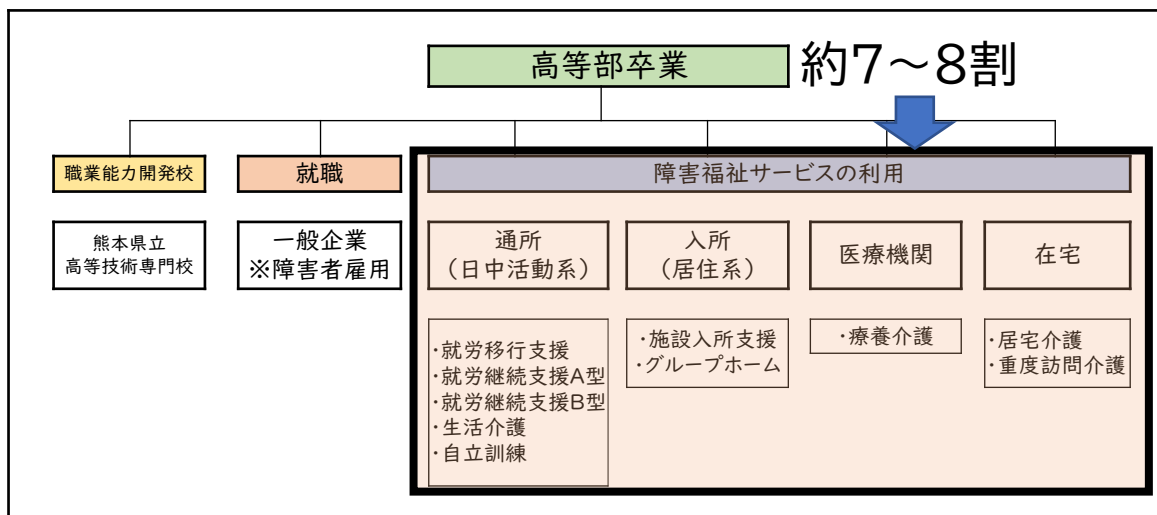 高等部卒業
約7～8割
職業能力開発校
就職
障害福祉サービスの利用
熊本県立
高等技術専門校
一般企業
※障害者雇用
通所
（日中活動系）
入所
（居住系）
医療機関
在宅
・就労移行支援
・就労継続支援A型
・就労継続支援B型
・生活介護
・自立訓練
・施設入所支援
・グループホーム
・療養介護
・居宅介護
・重度訪問介護